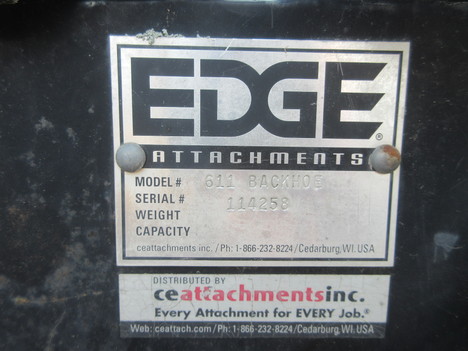 EDGE®
ATTACHMENTS
MODEL# 611 BACKHOE
SERIAL# 114258
WEIGHT
CAPACITY
ceattachments inc. /Ph: 1-866-232-8224/Cedarburg, WI. USA
DISTRIBUTED BY
ceattachmentsinc.
Every Attachment for EVERY Job.®
Web: ceattach.com/Ph: 1-866-232-8224/Cedarburg, WI. USA